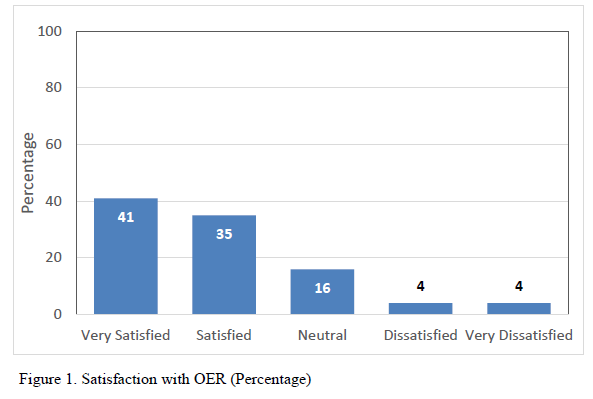 100
80
60
40
20
0
Percentage
41
35
16
4
4
Very Satisfied
Satisfied
Neutral
Dissatisfied
Very Dissatisfied
Figure 1. Satisfaction with OER (Percentage)